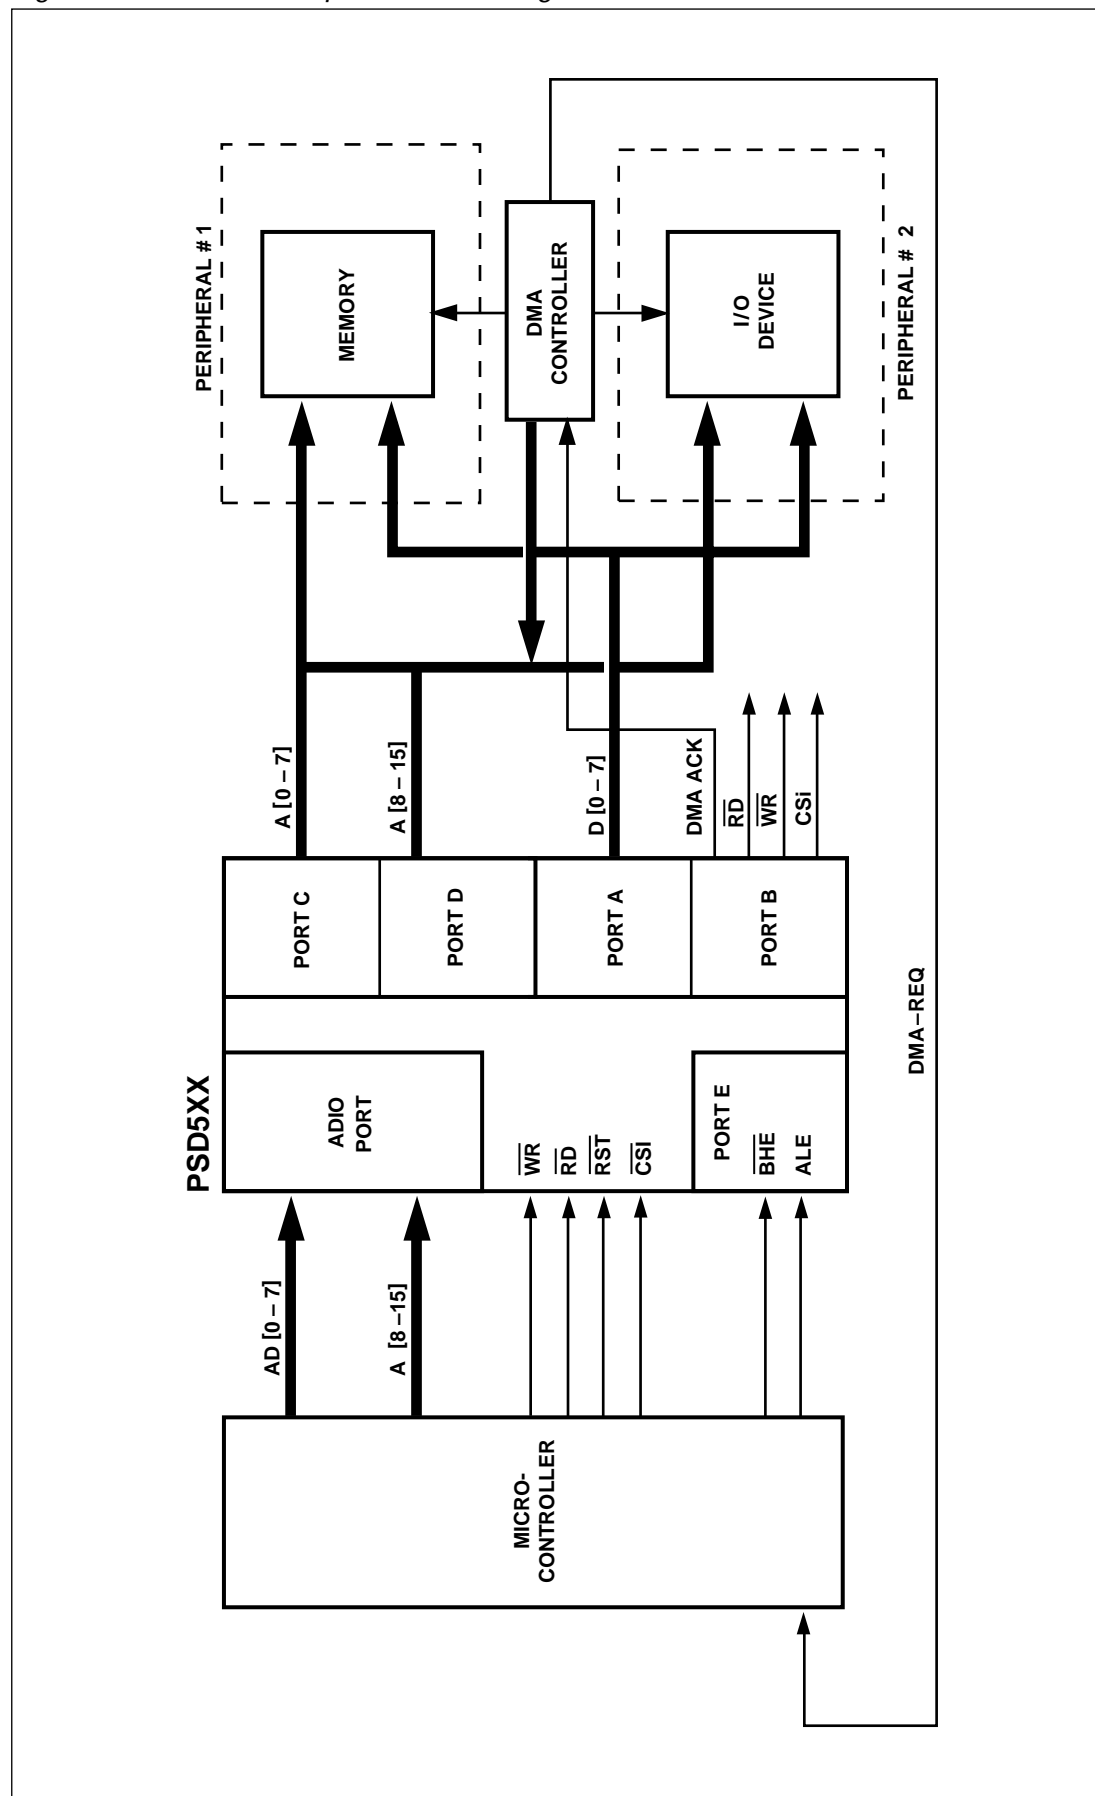 PERIPHERAL # 1
MEMORY
DMA
CONTROLLER
I/O
DEVICE
PERIPHERAL # 2
A [0 – 7]
A [8 – 15]
D [0 – 7]
DMA ACK
RD
WR
CSi
PORT C
PORT D
PORT A
PORT B
DMA–REQ
PSD5XX
ADIO
PORT
WR
RD
RST
CSI
PORT E
BHE
ALE
AD [0 – 7]
A [8 –15]
MICRO-
CONTROLLER